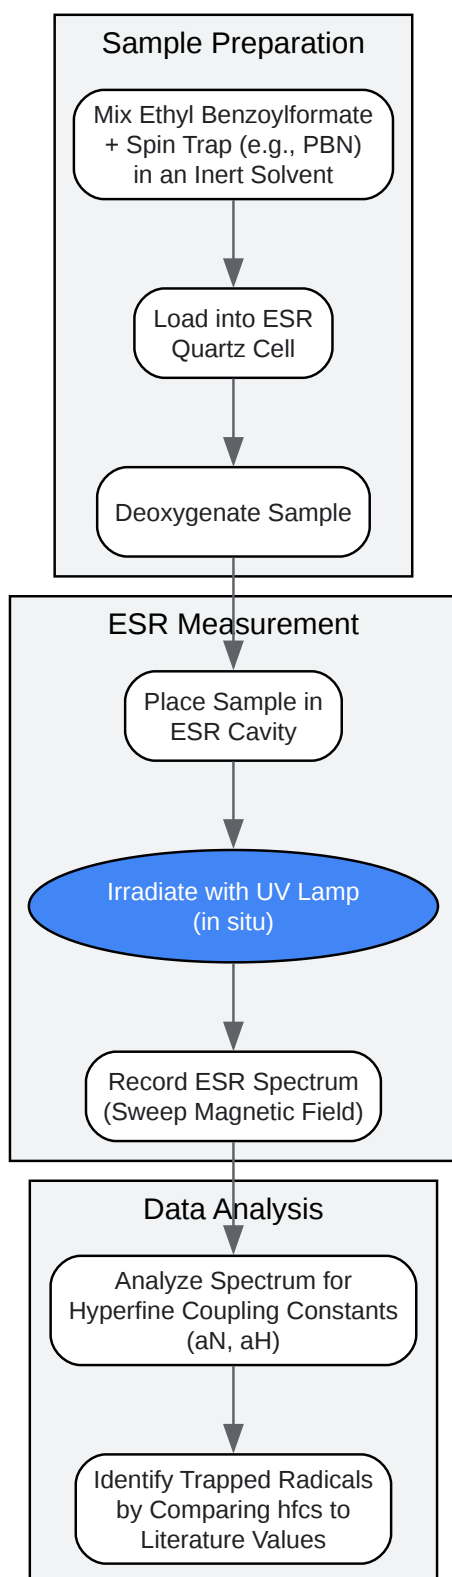 Sample Preparation
Mix Ethyl Benzoylformate
+ Spin Trap (e.g., PBN)
in an Inert Solvent
Load into ESR
Quartz Cell
Deoxygenate Sample
ESR Measurement
Place Sample in
ESR Cavity
Irradiate with UV Lamp
(in situ)
Record ESR Spectrum
(Sweep Magnetic Field)
Data Analysis
Analyze Spectrum for
Hyperfine Coupling Constants
(aN, aH)
Identify Trapped Radicals
by Comparing hfcs to
Literature Values